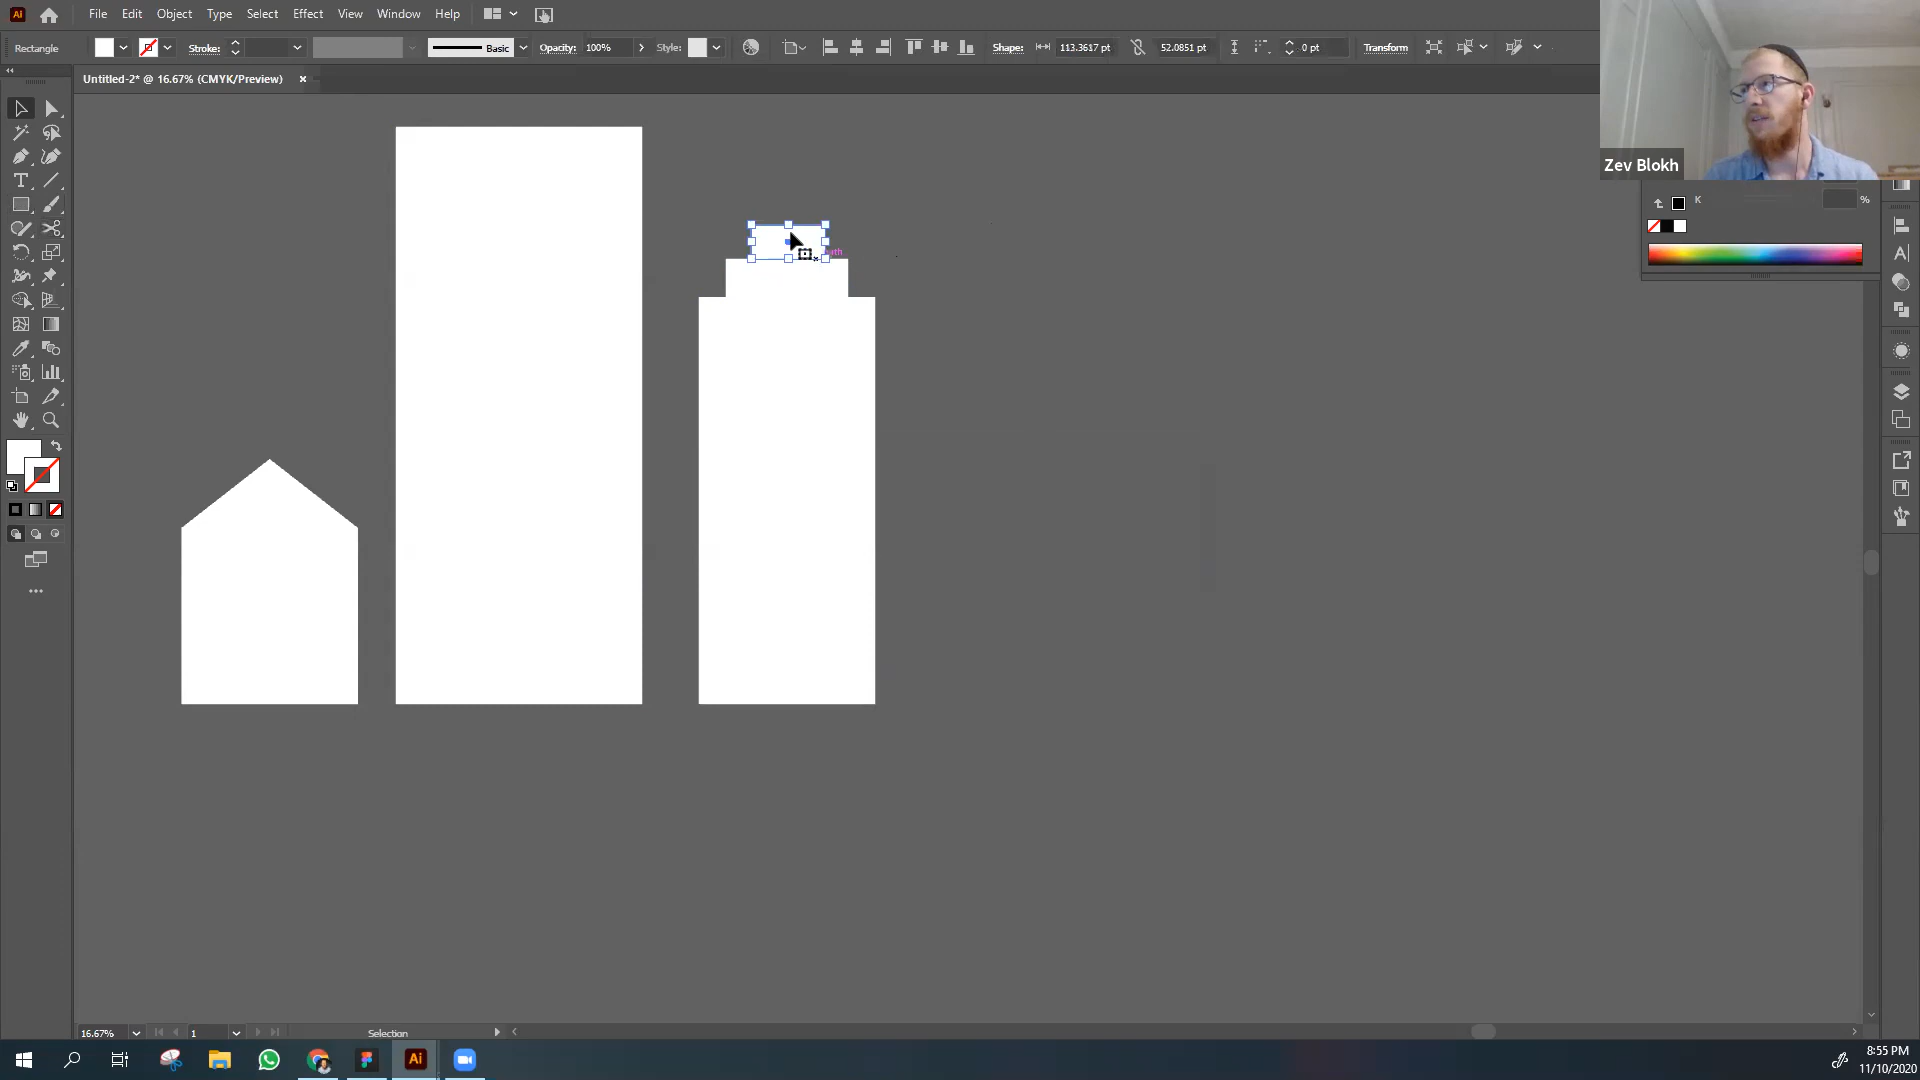 Ai File Edit Object Type Select Effect View Window Help
Rectangle Stroke: Basic Opacity: 100% Style: Shape: 113.3617 pt 52.0851 pt 0 pt Transform
Untitled-2* @ 16.67% (CMYK/Preview)
Zev Blokh
K %
16.67% 1 Selection
Ai
8:55 PM
11/10/2020